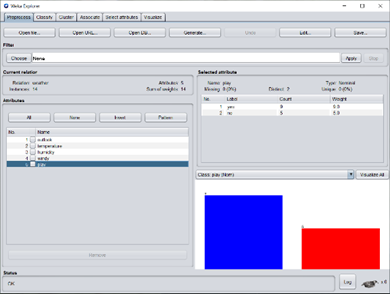 Weka Explorer
Preprocess Classify Cluster Associate Select attributes Visualize
Open file... Open URL... Open DB... Generate... Undo Edit... Save...
Filter
Choose None Apply Stop
Current relation
Relation: weather Attributes: 5
Instances: 14 Sum of weights: 14
Selected attribute
Name: play Type: Nominal
Missing: 0 (0%) Distinct: 2 Unique: 0 (0%)
No. Label Count Weight
1 yes 9 9.0
2 no 5 5.0
Attributes
All None Invert Pattern
No. Name
1 outlook
2 temperature
3 humidity
4 windy
5 play
Remove
Class: play (Nom) Visualize All
Status
OK
Log x 0